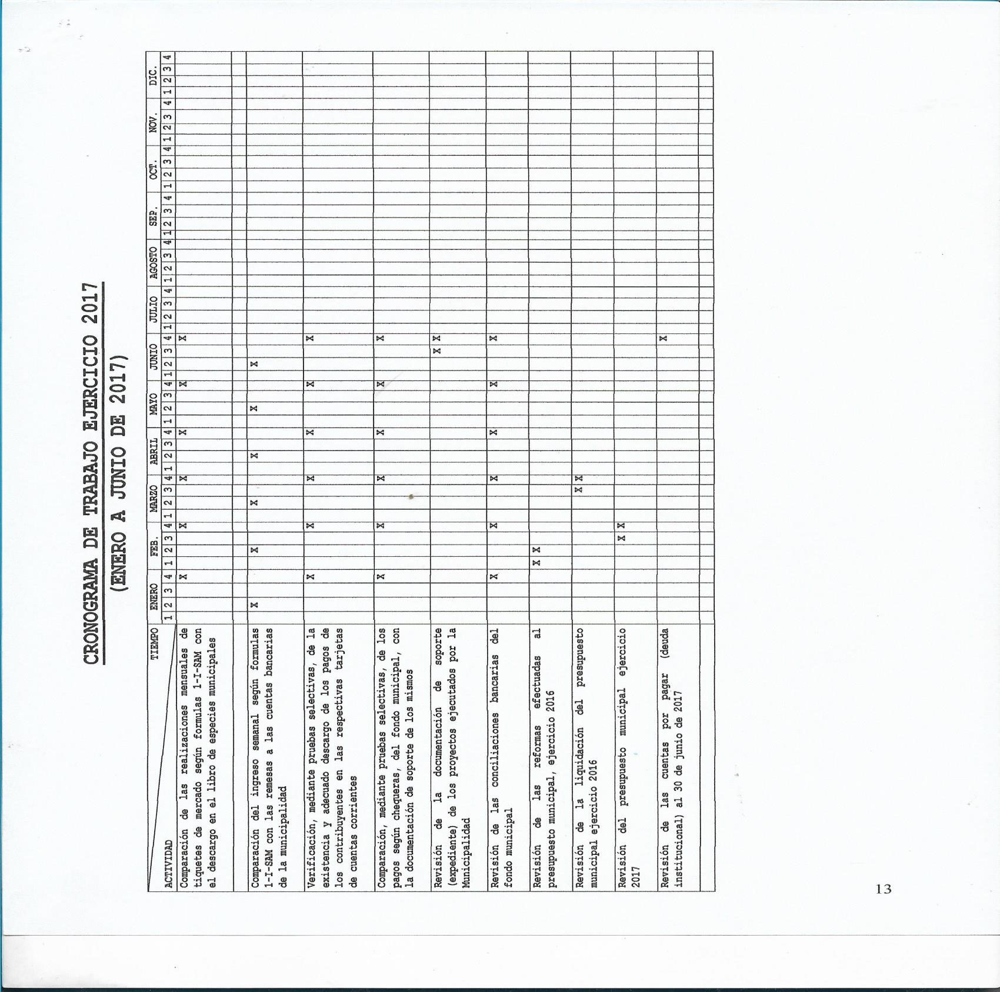 CRONOGRAMA DE TRABAJO EJERCICIO 2017
(ENERO A JUNIO DE 2017)
TIEMPO ENERO FEB. MARZO ABRIL MAYO JUNIO JULIO AGOSTO SEP. OCT. NOV. DIC.
ACTIVIDAD 1 2 3 4 1 2 3 4 1 2 3 4 1 2 3 4 1 2 3 4 1 2 3 4 1 2 3 4 1 2 3 4 1 2 3 4 1 2 3 4 1 2 3 4 1 2 3 4
Comparación de las realizaciones mensuales de X X X X X X
tiquetes de mercado según formulas 1-I-SAM con
el descargo en el libro de especies municipales
Comparación del ingreso semanal según formulas X X X X X X
1-I-SAM con las remesas a las cuentas bancarias
de la municipalidad
Verificación, mediante pruebas selectivas, de la X X X X X X
existencia y adecuado descargo de los pagos de
los contribuyentes en las respectivas tarjetas
de cuentas corrientes
Comparación, mediante pruebas selectivas, de los X X X X X X
pagos según chequeras, del fondo municipal, con
la documentación de soporte de los mismos
Revisión de la documentación de soporte X X
(expediente) de los proyectos ejecutados por la
Municipalidad
Revisión de las conciliaciones bancarias del X X X X X X
fondo municipal
Revisión de las reformas efectuadas al X X
presupuesto municipal, ejercicio 2016
Revisión de la liquidación del presupuesto X X
municipal ejercicio 2016
Revisión del presupuesto municipal ejercicio X X
2017
Revisión de las cuentas por pagar (deuda X
institucional) al 30 de junio de 2017
13